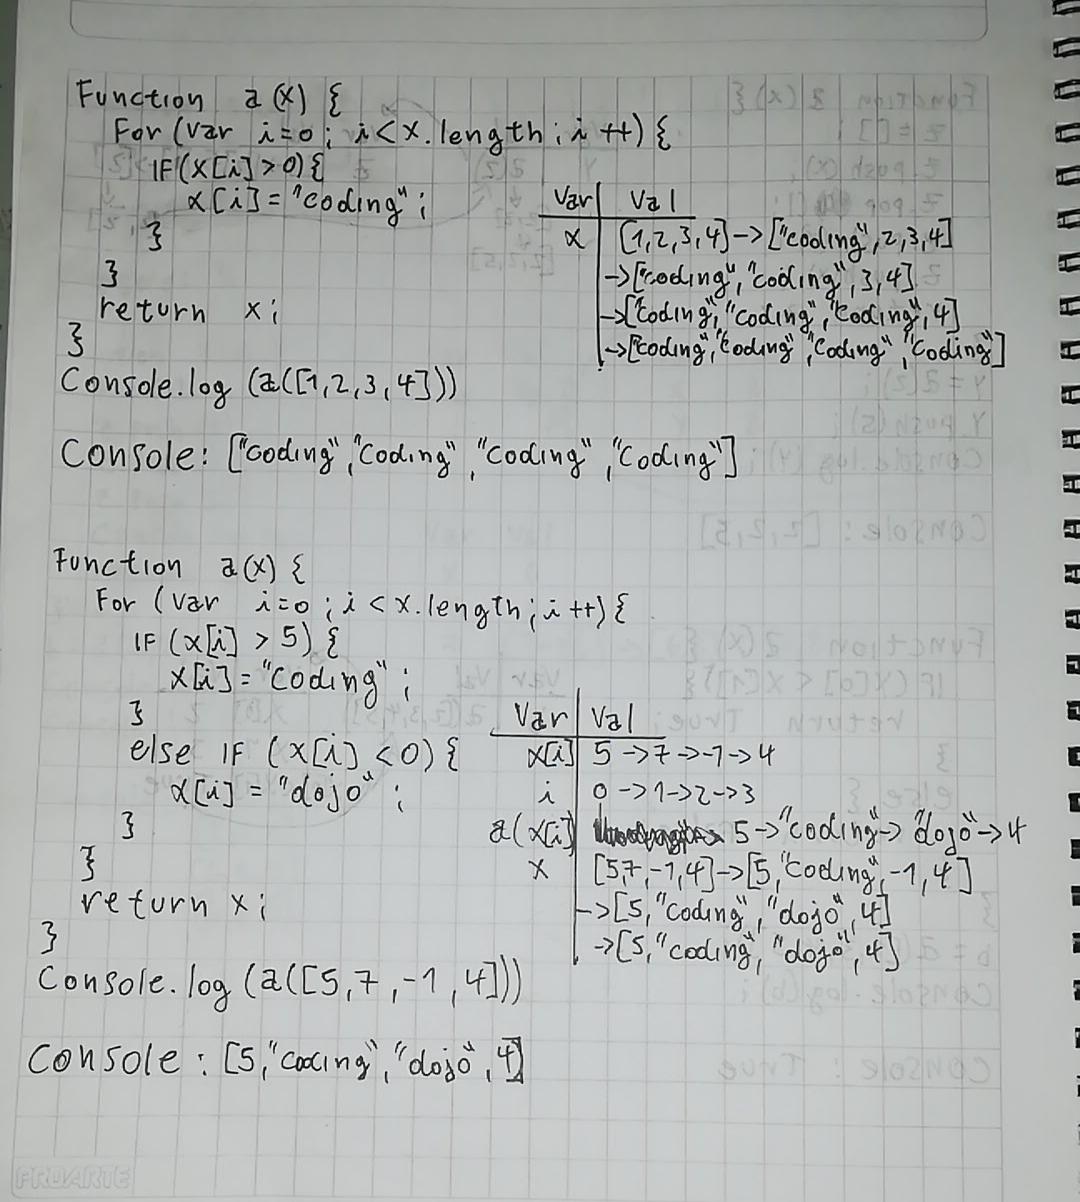 Function a(x) {
For (var i=0; i<x.length; i++) {
IF(x[i]>0){
x[i]="coding";
}
}
return x;
}
Console.log (a([1,2,3,4]))
Var Val
x [1,2,3,4]->["coding",2,3,4]
->["coding","coding",3,4]
->["coding","coding","coding",4]
->["coding","coding","coding","coding"]
Console: ["coding","coding","coding","coding"]
Function a(x) {
For (var i=0; i<x.length; i++) {
IF (x[i] > 5) {
x[i]="coding";
}
else IF (x[i] <0) {
x[i] = "dojo";
}
}
return x;
}
Console.log (a([5,7,-1,4]))
Var Val
x[i] 5->7->-1->4
i 0->1->2->3
a(x[i]) 5->"coding"->"dojo"->4
x [5,7,-1,4]->[5,"coding",-1,4]
->[5,"coding","dojo",4]
->[5,"coding","dojo",4]
Console: [5,"coding","dojo",4]
PROARTE